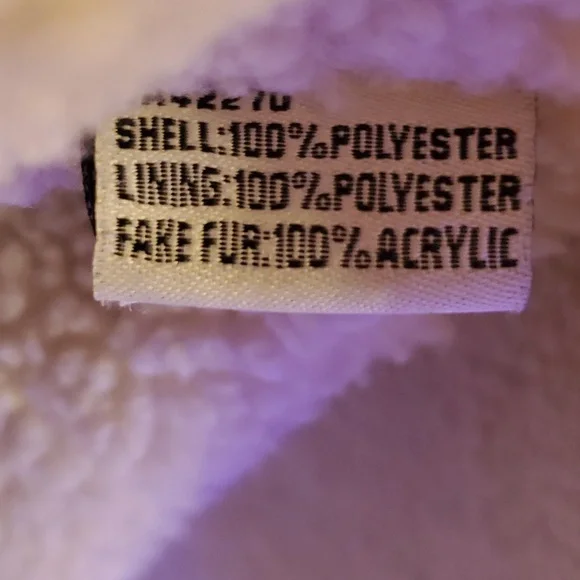 SHELL:100%POLYESTER
LINING:100%POLYESTER
FAKE FUR:100%ACRYLIC